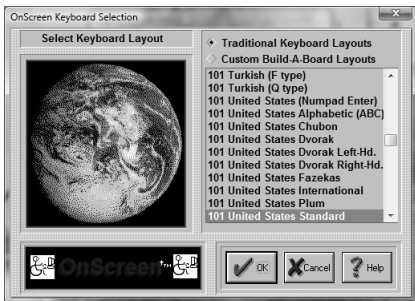 OnScreen Keyboard Selection
Select Keyboard Layout
Traditional Keyboard Layouts
Custom Build-A-Board Layouts
101 Turkish (F type)
101 Turkish (Q type)
101 United States (Numpad Enter)
101 United States Alphabetic (ABC)
101 United States Chubon
101 United States Dvorak
101 United States Dvorak Left-Hd.
101 United States Dvorak Right-Hd.
101 United States Fazekas
101 United States International
101 United States Plum
101 United States Standard
OnScreen TM
OK
Cancel
? Help